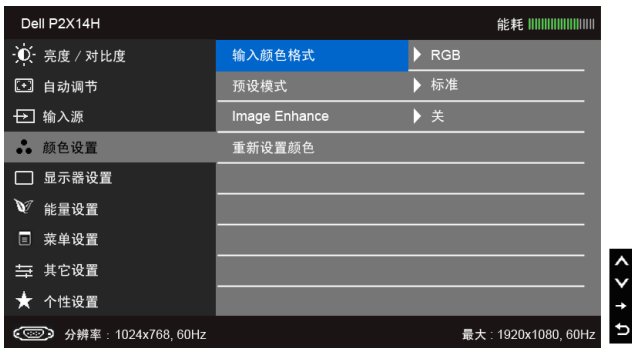 Dell P2X14H
能耗
亮度 / 对比度
输入颜色格式
RGB
自动调节
预设模式
标准
输入源
Image Enhance
关
颜色设置
重新设置颜色
显示器设置
能量设置
菜单设置
其它设置
个性设置
分辨率 : 1024x768, 60Hz
最大 : 1920x1080, 60Hz